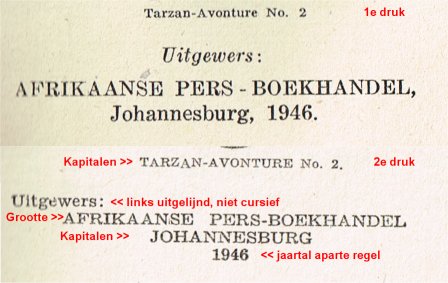 Tarzan-Avonture No. 2 1e druk
Uitgewers:
AFRIKAANSE PERS - BOEKHANDEL,
Johannesburg, 1946.
Kapitalen >> TARZAN-AVONTURE No. 2. 2e druk
Uitgewers: << links uitgelijnd, niet cursief
Grootte >> AFRIKAANSE PERS-BOEKHANDEL
Kapitalen >> JOHANNESBURG
1946 << jaartal aparte regel